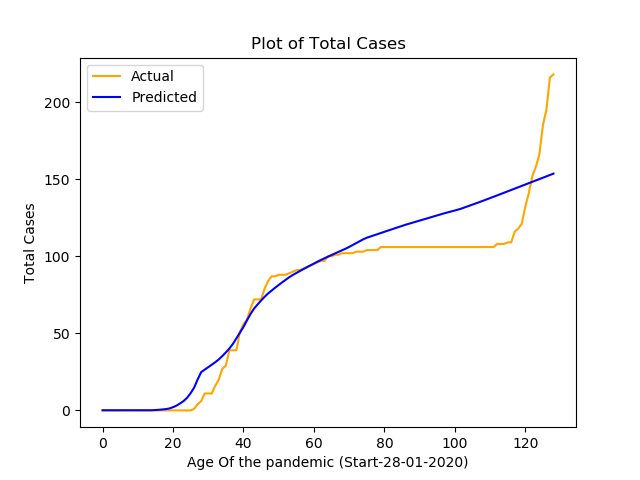 Plot of Total Cases
Actual
Predicted
200
150
100
50
0
Total Cases
0 20 40 60 80 100 120
Age Of the pandemic (Start-28-01-2020)